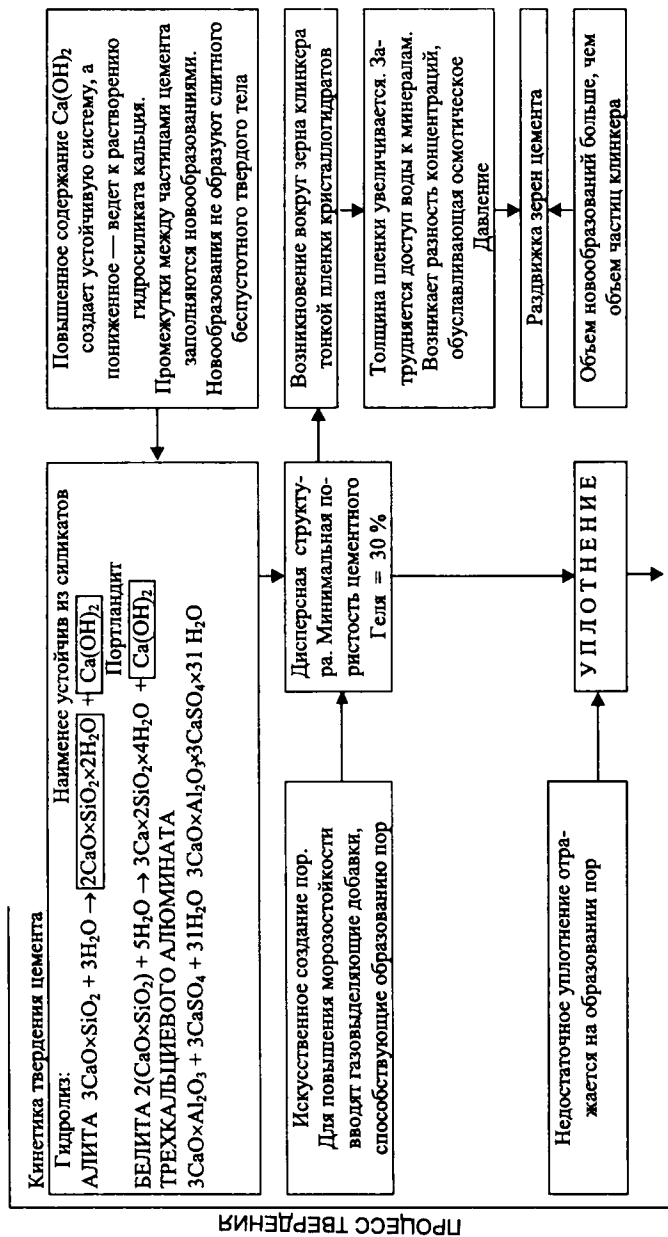 ПРОЦЕСС ТВЕРДЕНИЯ
Кинетика твердения цемента
Гидролиз:
Наименее устойчив из силикатов
АЛИТА 3CaO×SiO₂ + 3H₂O → 2CaO×SiO₂×2H₂O + Ca(OH)₂
Портландит
БЕЛИТА 2(CaO×SiO₂) + 5H₂O → 3Ca×2SiO₂×4H₂O + Ca(OH)₂
ТРЕХКАЛЬЦИЕВОГО АЛЮМИНАТА
3CaO×Al₂O₃ + 3CaSO₄ + 31H₂O 3CaO×Al₂O₃×3CaSO₄×31 H₂O
Повышенное содержание Ca(OH)₂
создает устойчивую систему, а
пониженное — ведет к растворению
гидросиликата кальция.
Промежутки между частицами цемента
заполняются новообразованиями.
Новообразования не образуют слитного
беспустотного твердого тела
Искусственное создание пор.
Для повышения морозостойкости
вводят газовыделяющие добавки,
способствующие образованию пор
Дисперсная структу-
ра. Минимальная по-
ристость цементного
Геля = 30 %
Возникновение вокруг зерна клинкера
тонкой пленки кристаллогидратов
Толщина пленки увеличивается. За-
трудняется доступ воды к минералам.
Возникает разность концентраций,
обуславливающая осмотическое
Давление
Раздвижка зерен цемента
Объем новообразований больше, чем
объем частиц клинкера
Недостаточное уплотнение отра-
жается на образовании пор
УПЛОТНЕНИЕ